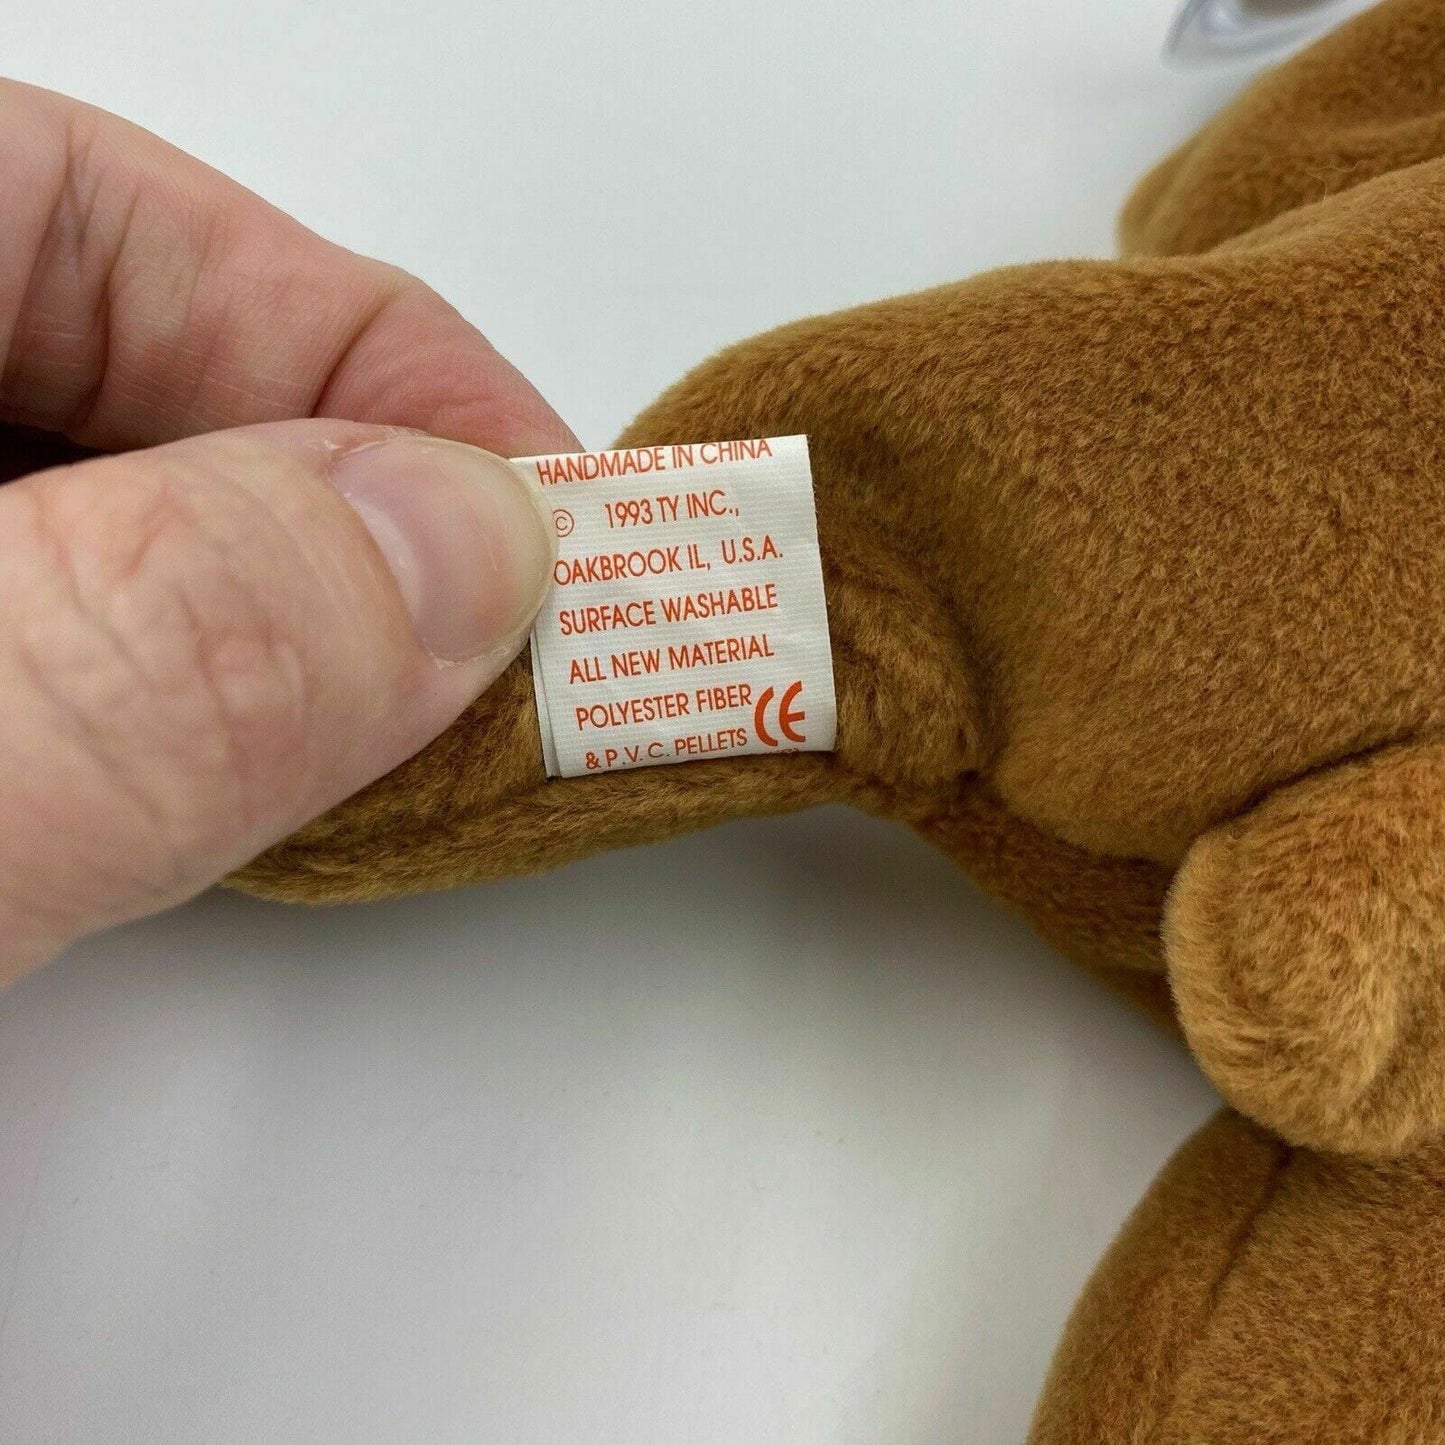 HANDMADE IN CHINA
© 1993 TY INC.,
OAKBROOK IL, U.S.A.
SURFACE WASHABLE
ALL NEW MATERIAL
POLYESTER FIBER
& P.V.C. PELLETS CE